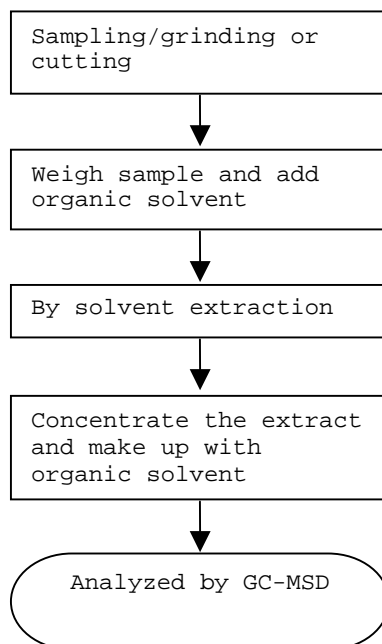 Sampling/grinding or
cutting
Weigh sample and add
organic solvent
By solvent extraction
Concentrate the extract
and make up with
organic solvent
Analyzed by GC-MSD